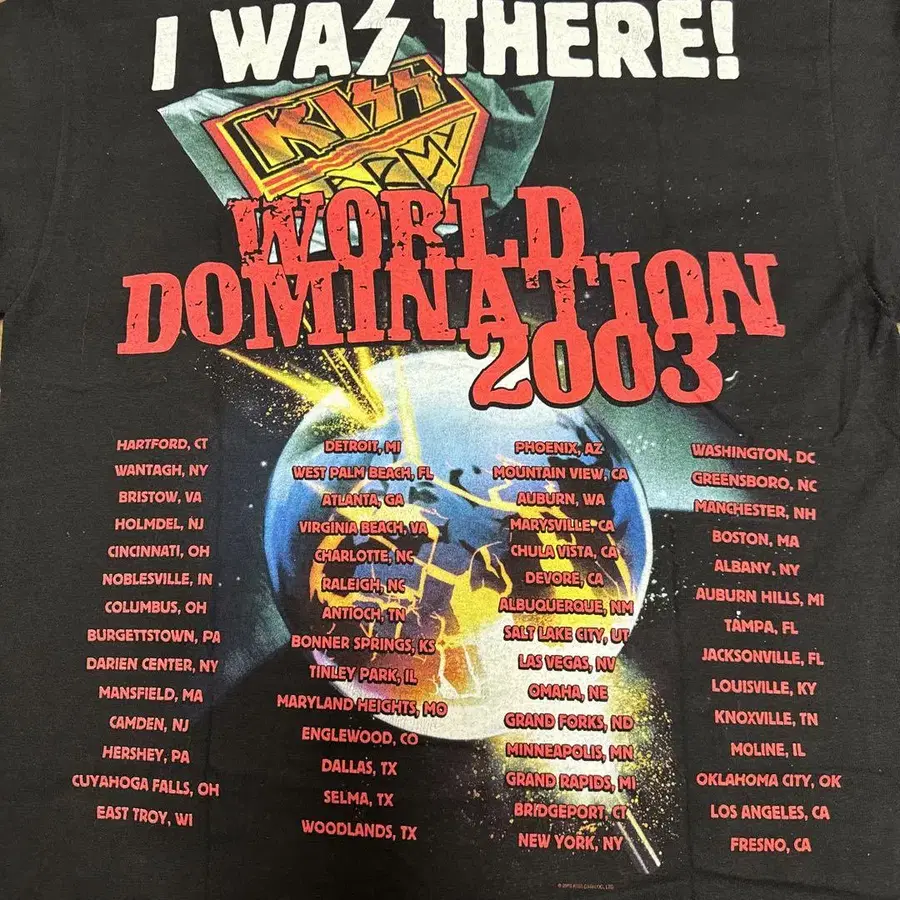 I WAS THERE!
KISS
ARMY
WORLD
DOMINATION
2003
HARTFORD, CT
WANTAGH, NY
BRISTOW, VA
HOLMDEL, NJ
CINCINNATI, OH
NOBLESVILLE, IN
COLUMBUS, OH
BURGETTSTOWN, PA
DARIEN CENTER, NY
MANSFIELD, MA
CAMDEN, NJ
HERSHEY, PA
CUYAHOGA FALLS, OH
EAST TROY, WI
DETROIT, MI
WEST PALM BEACH, FL
ATLANTA, GA
VIRGINIA BEACH, VA
CHARLOTTE, NC
RALEIGH, NC
ANTIOCH, TN
BONNER SPRINGS, KS
TINLEY PARK, IL
MARYLAND HEIGHTS, MO
ENGLEWOOD, CO
DALLAS, TX
SELMA, TX
WOODLANDS, TX
PHOENIX, AZ
MOUNTAIN VIEW, CA
AUBURN, WA
MARYSVILLE, CA
CHULA VISTA, CA
DEVORE, CA
ALBUQUERQUE, NM
SALT LAKE CITY, UT
LAS VEGAS, NV
OMAHA, NE
GRAND FORKS, ND
MINNEAPOLIS, MN
GRAND RAPIDS, MI
BRIDGEPORT, CT
NEW YORK, NY
WASHINGTON, DC
GREENSBORO, NC
MANCHESTER, NH
BOSTON, MA
ALBANY, NY
AUBURN HILLS, MI
TAMPA, FL
JACKSONVILLE, FL
LOUISVILLE, KY
KNOXVILLE, TN
MOLINE, IL
OKLAHOMA CITY, OK
LOS ANGELES, CA
FRESNO, CA